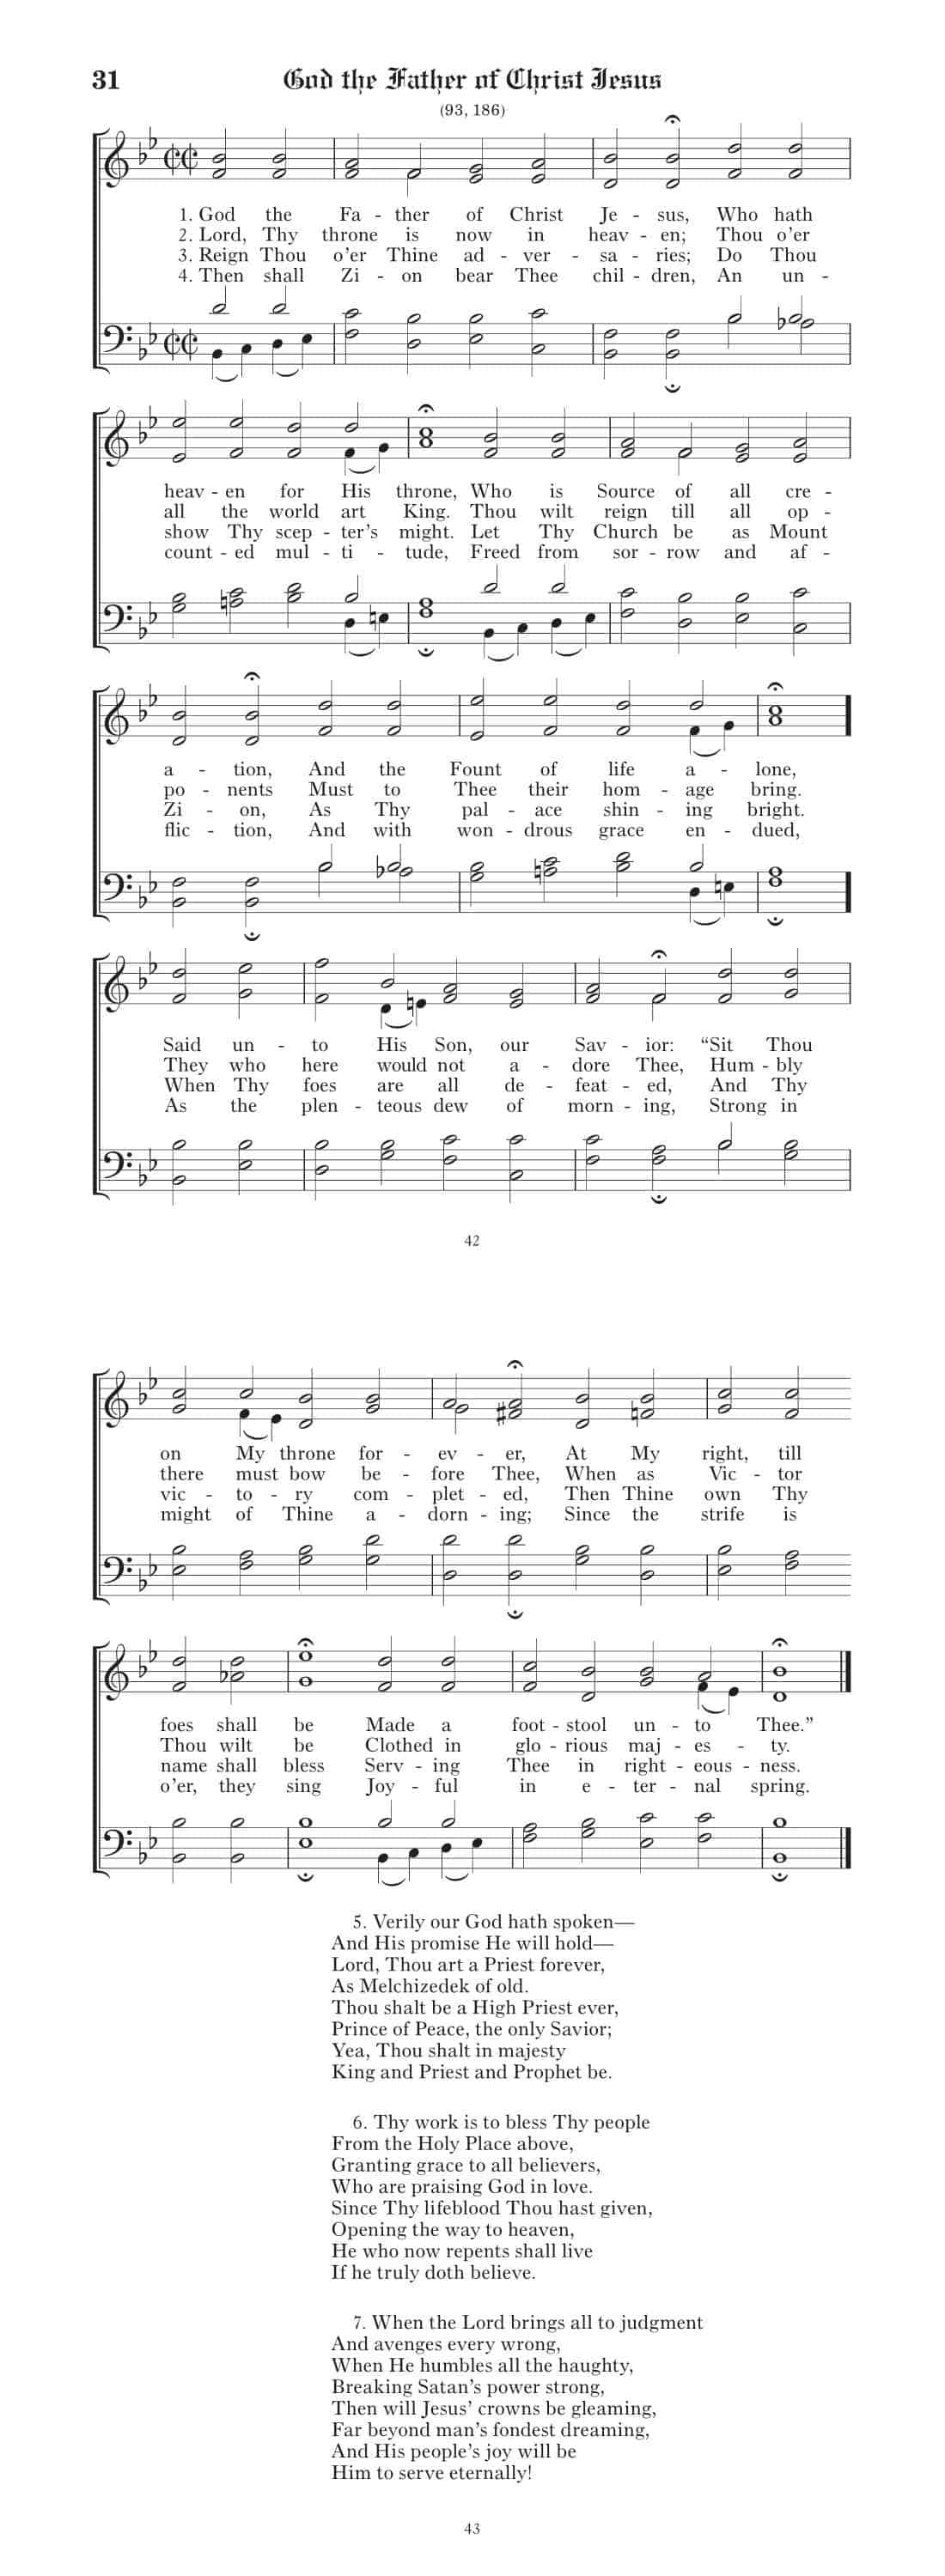 31 God the Father of Christ Jesus
(93, 186)
1. God the Fa - ther of Christ Je - sus, Who hath
2. Lord, Thy throne is now in heav - en; Thou o’er
3. Reign Thou o’er Thine ad - ver - sa - ries; Do Thou
4. Then shall Zi - on bear Thee chil - dren, An un -
heav - en for His throne, Who is Source of all cre -
all the world art King. Thou wilt reign till all op -
show Thy scep - ter’s might. Let Thy Church be as Mount
count - ed mul - ti - tude, Freed from sor - row and af -
a - tion, And the Fount of life a - lone,
po - nents Must to Thee their hom - age bring.
Zi - on, As Thy pal - ace shin - ing bright.
flic - tion, And with won - drous grace en - dued,
Said un - to His Son, our Sav - ior: “Sit Thou
They who here would not a - dore Thee, Hum - bly
When Thy foes are all de - feat - ed, And Thy
As the plen - teous dew of morn - ing, Strong in
42
on My throne for - ev - er, At My right, till
there must bow be - fore Thee, When as Vic - tor
vic - to - ry com - plet - ed, Then Thine own Thy
might of Thine a - dorn - ing; Since the strife is
foes shall be Made a foot - stool un - to Thee.”
Thou wilt be Clothed in glo - rious maj - es - ty.
name shall bless Serv - ing Thee in right - eous - ness.
o’er, they sing Joy - ful in e - ter - nal spring.
5. Verily our God hath spoken—
And His promise He will hold—
Lord, Thou art a Priest forever,
As Melchizedek of old.
Thou shalt be a High Priest ever,
Prince of Peace, the only Savior;
Yea, Thou shalt in majesty
King and Priest and Prophet be.
6. Thy work is to bless Thy people
From the Holy Place above,
Granting grace to all believers,
Who are praising God in love.
Since Thy lifeblood Thou hast given,
Opening the way to heaven,
He who now repents shall live
If he truly doth believe.
7. When the Lord brings all to judgment
And avenges every wrong,
When He humbles all the haughty,
Breaking Satan’s power strong,
Then will Jesus’ crowns be gleaming,
Far beyond man’s fondest dreaming,
And His people’s joy will be
Him to serve eternally!
43